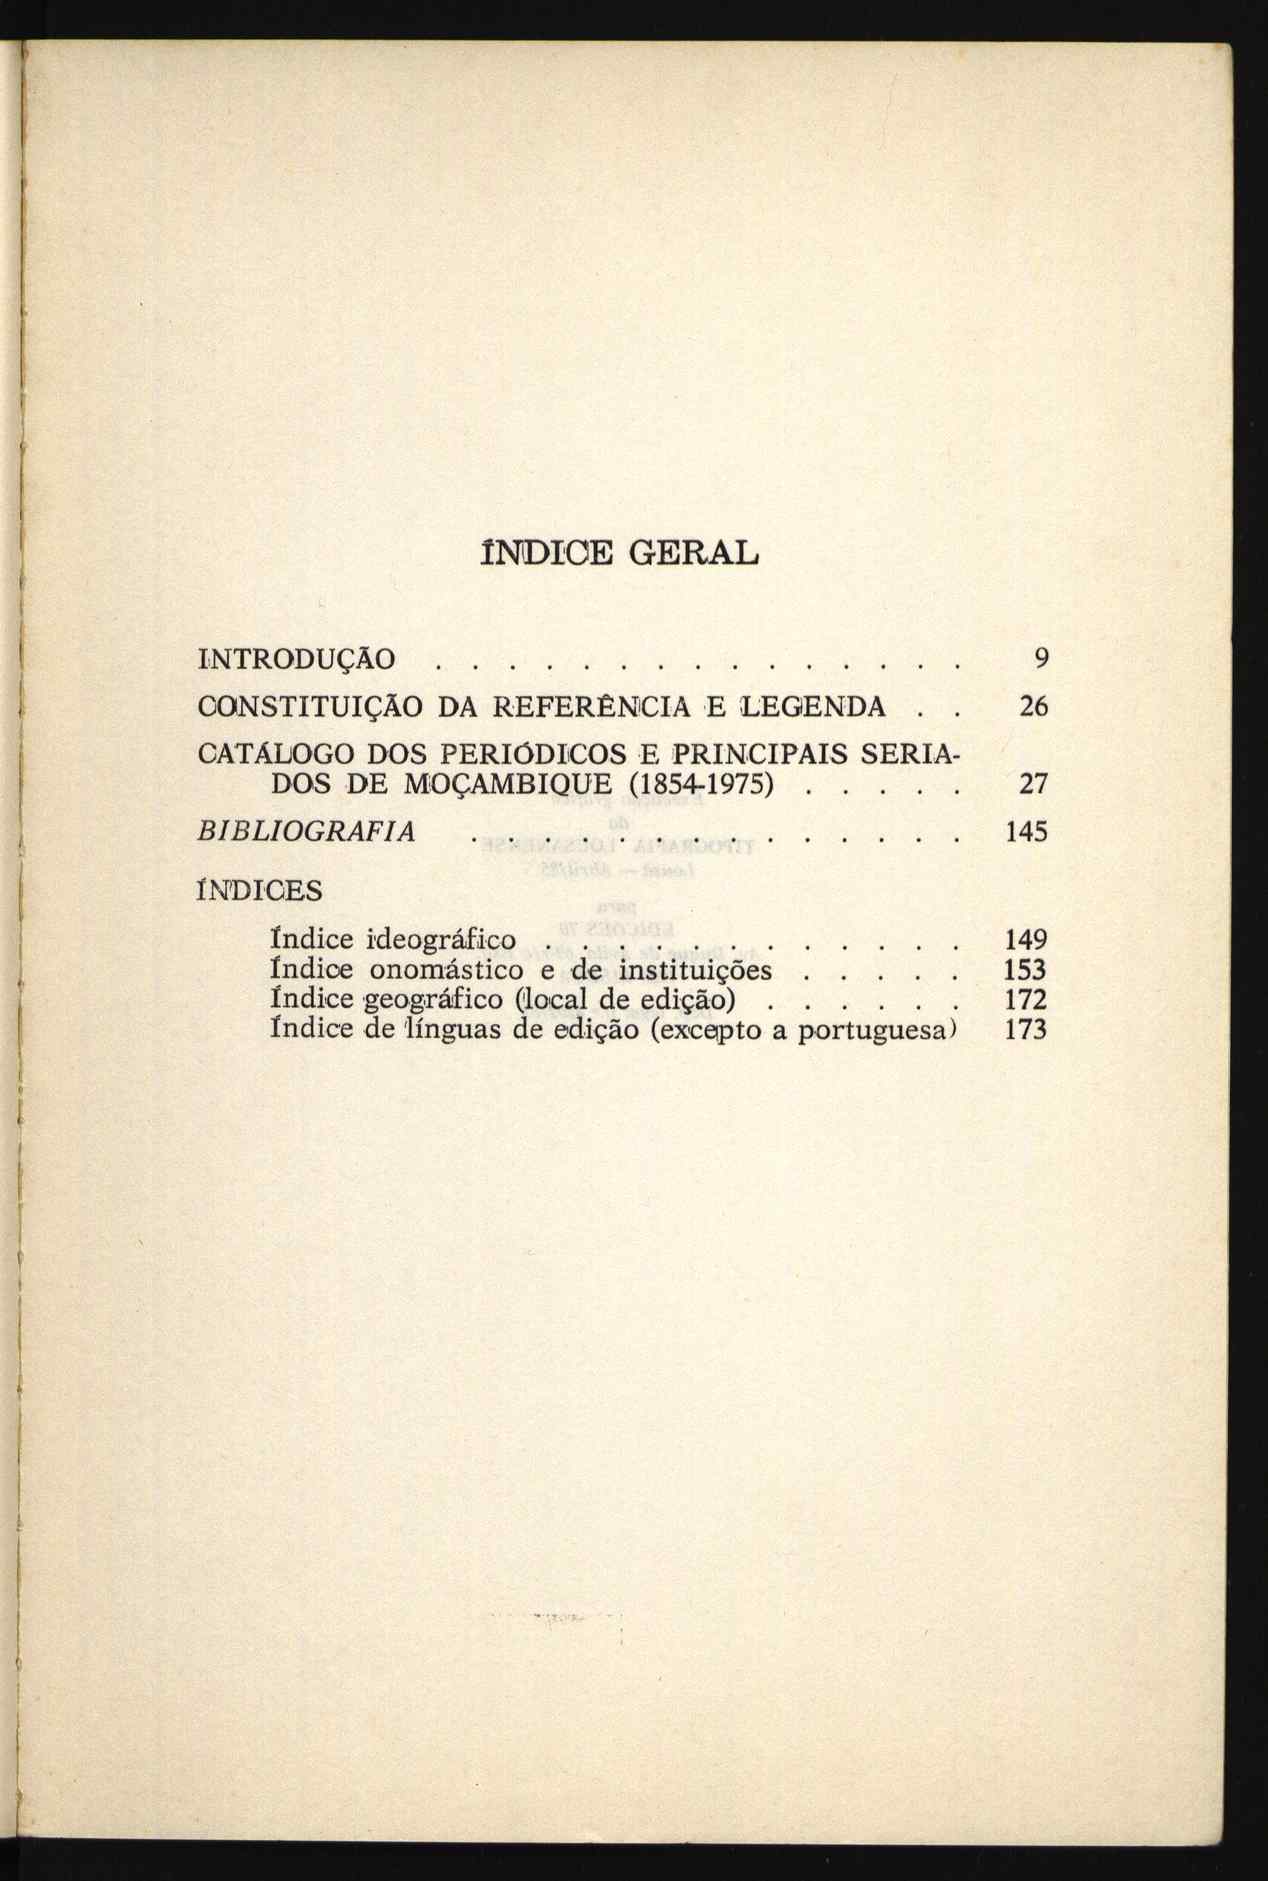 ÍNDICE GERAL
INTRODUÇÃO . . . . . . . . . . . . . . . 9
CONSTITUIÇÃO DA REFERÊNCIA E LEGENDA . . 26
CATÁLOGO DOS PERIÓDICOS E PRINCIPAIS SERIA-
DOS DE MOÇAMBIQUE (1854-1975) . . . . . 27
BIBLIOGRAFIA . . . . . . . . . . . . . . 145
ÍNDICES
Índice ideográfico . . . . . . . . . . . . 149
Índice onomástico e de instituições . . . . . 153
Índice geográfico (local de edição) . . . . . . 172
Índice de línguas de edição (excepto a portuguesa) 173